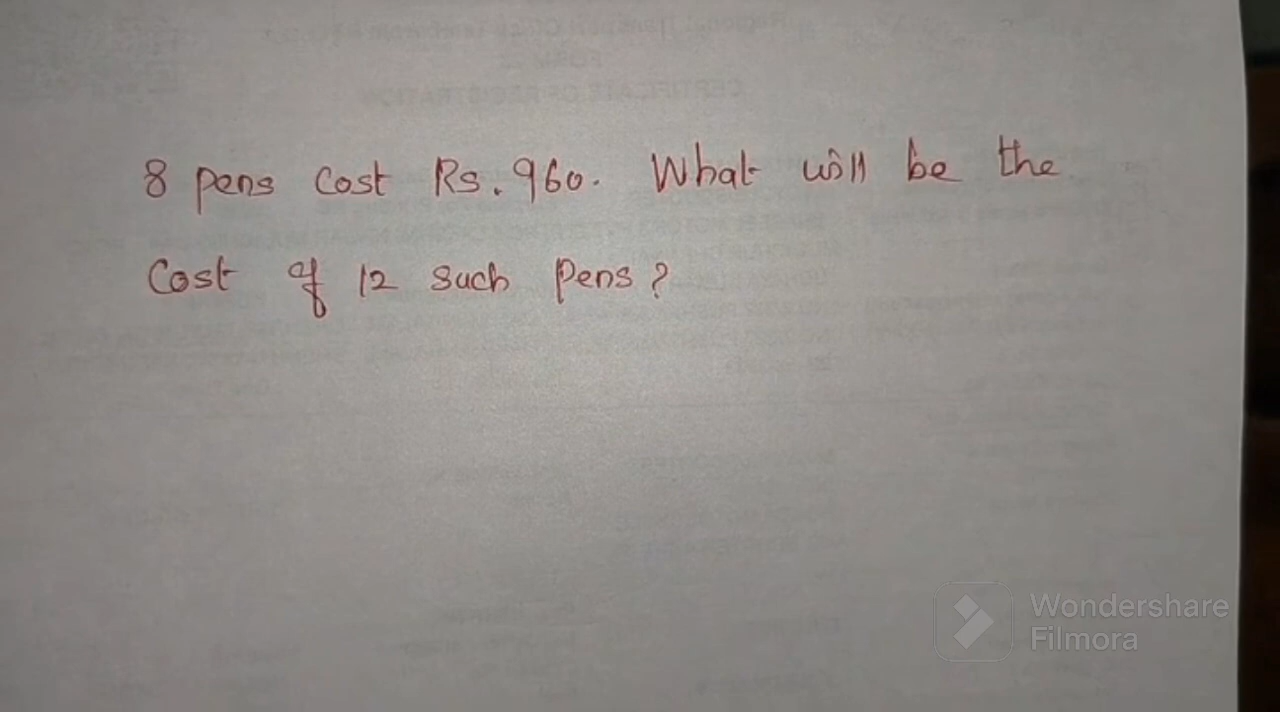 8 pens cost Rs. 960. What will be the
Cost of 12 such Pens?
Wondershare
Filmora